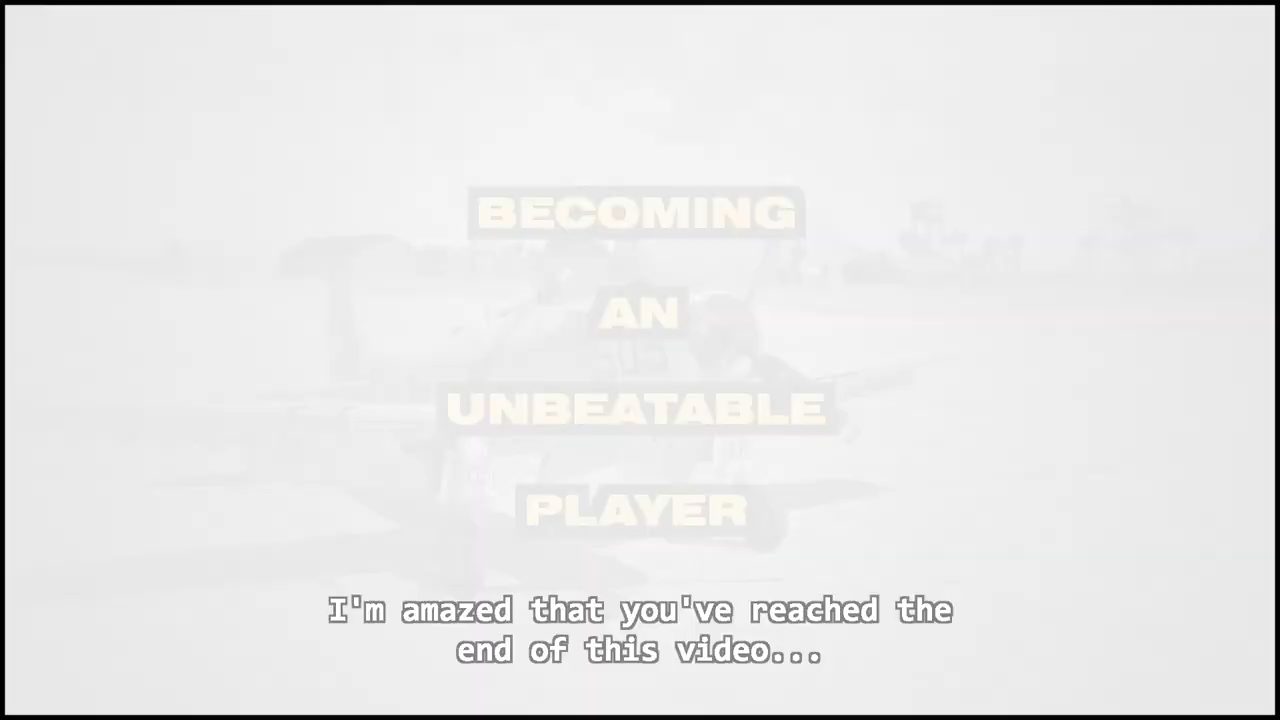 BECOMING
AN
UNBEATABLE
PLAYER
I'm amazed that you've reached the
end of this video...